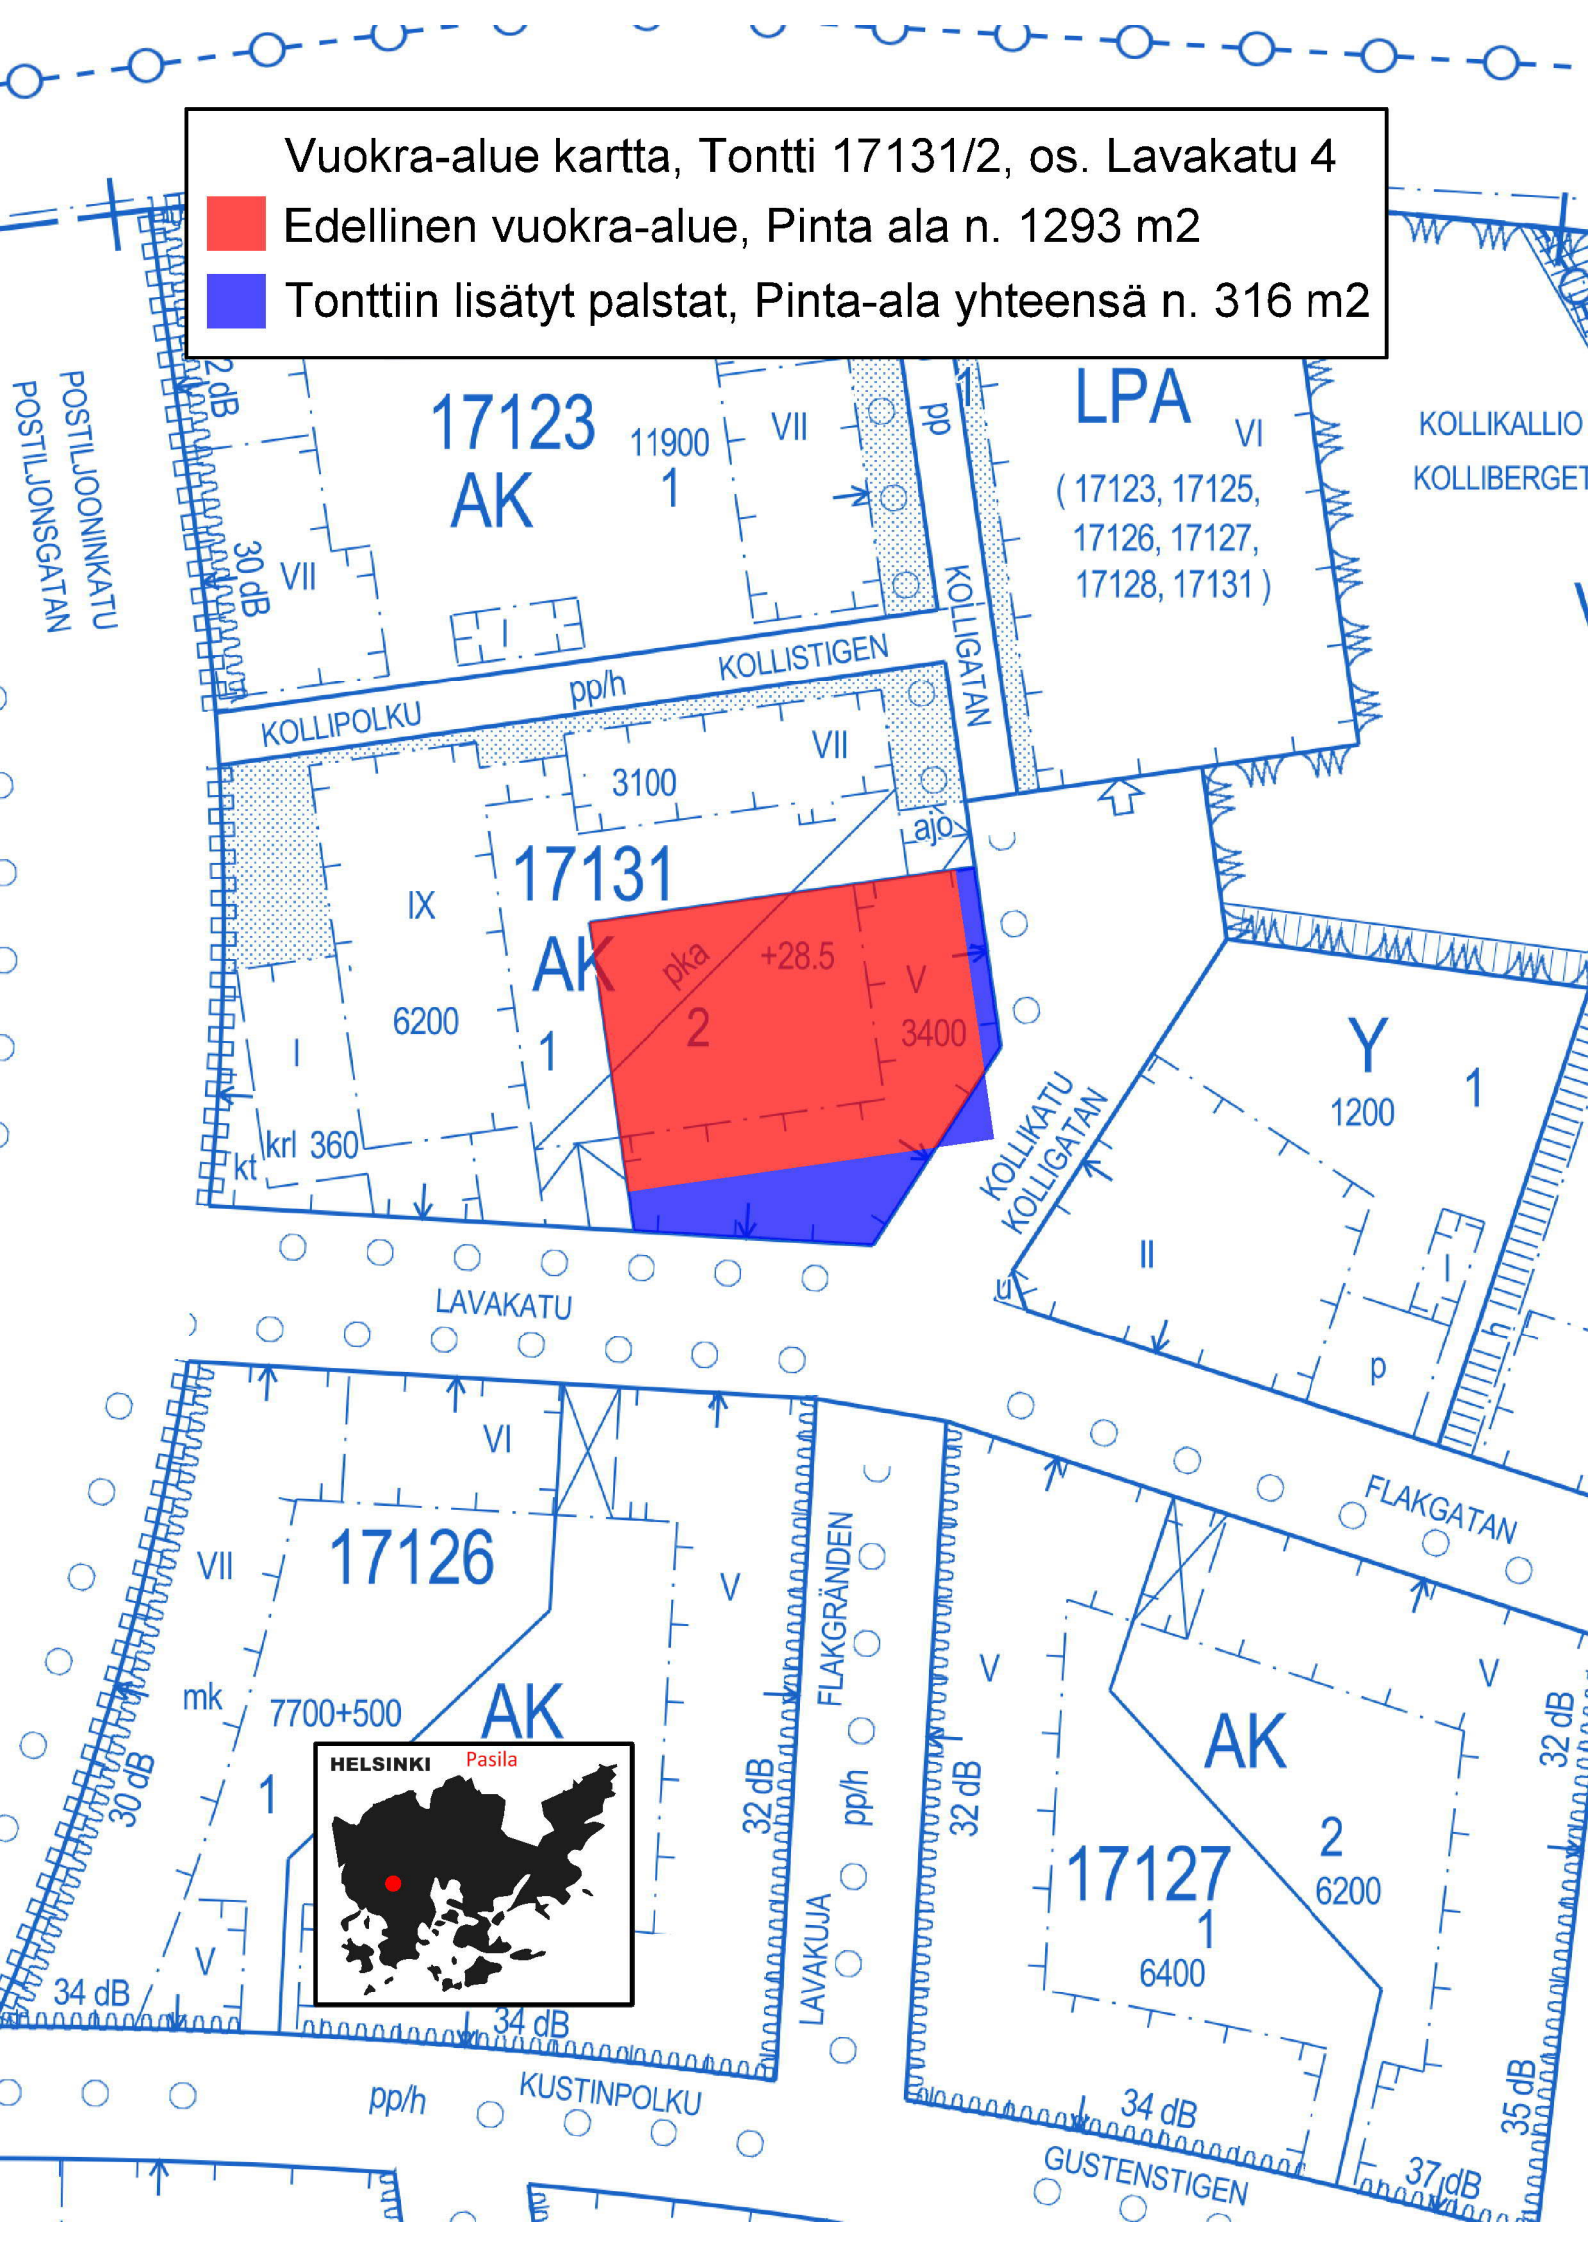 Vuokra-alue kartta, Tontti 17131/2, os. Lavakatu 4
Edellinen vuokra-alue, Pinta ala n. 1293 m2
Tonttiin lisätyt palstat, Pinta-ala yhteensä n. 316 m2
POSTILJOONINKATU
POSTILJONSGATAN
2 dB
30 dB
VII
17123
AK
11900
1
VII
I
pp
1
LPA
VI
( 17123, 17125,
17126, 17127,
17128, 17131 )
KOLLIKALLIO
KOLLIBERGET
KOLLIGATAN
KOLLIPOLKU
pp/h
KOLLISTIGEN
VII
3100
ajo
17131
AK
1
IX
6200
I
krl 360
kt
pka
+28.5
2
V
3400
KOLLIKATU
KOLLIGATAN
Y
1
1200
II
I
u
p
h
LAVAKATU
FLAKGATAN
VI
17126
VII
V
mk
7700+500
AK
1
30 dB
V
34 dB
34 dB
32 dB
HELSINKI
Pasila
FLAKGRÄNDEN
pp/h
LAVAKUJA
32 dB
V
V
AK
2
6200
17127
1
6400
32 dB
35 dB
34 dB
37 dB
pp/h
KUSTINPOLKU
GUSTENSTIGEN